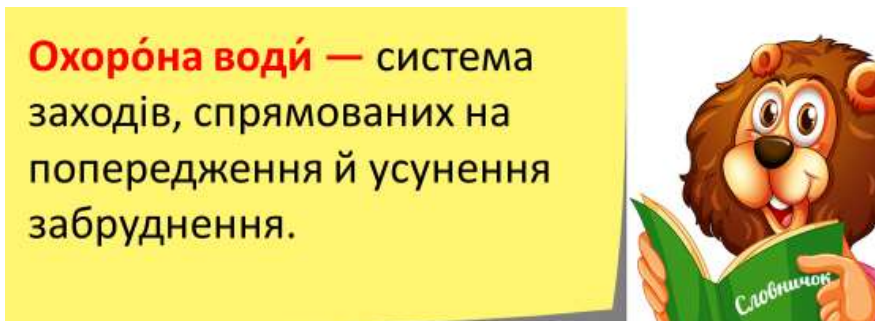 Охоро́на води́ — система
заходів, спрямованих на
попередження й усунення
забруднення.
Словничок